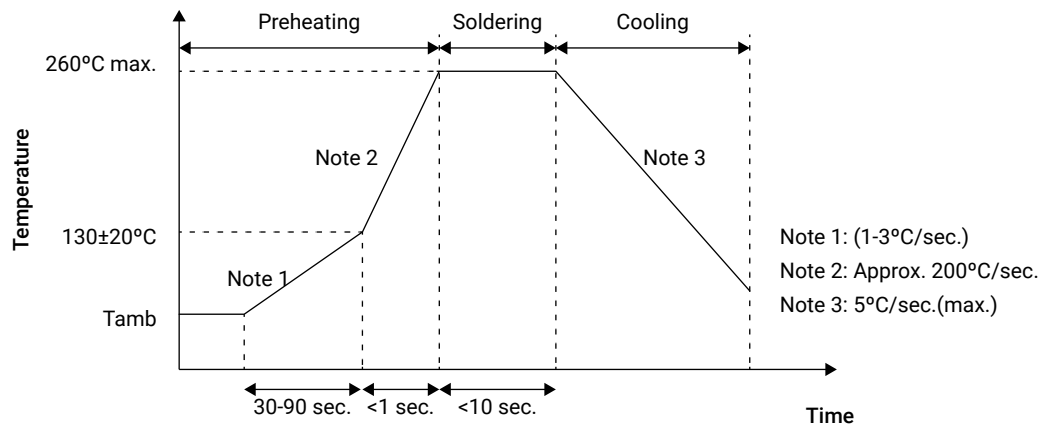 Preheating
Soldering
Cooling
260ºC max.
Temperature
Note 2
Note 3
130±20ºC
Note 1: (1-3ºC/sec.)
Note 1
Note 2: Approx. 200ºC/sec.
Note 3: 5ºC/sec.(max.)
Tamb
30-90 sec.
<1 sec.
<10 sec.
Time